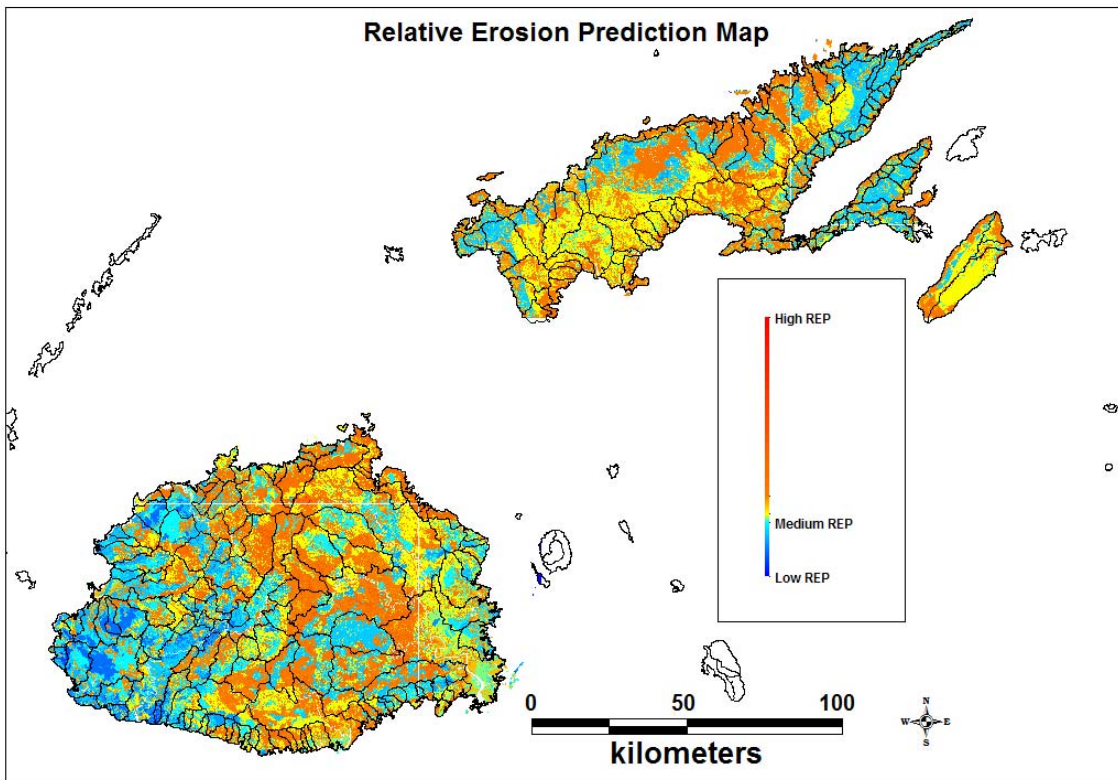 Relative Erosion Prediction Map
High REP
Medium REP
Low REP
0 50 100
kilometers
N
W E
S